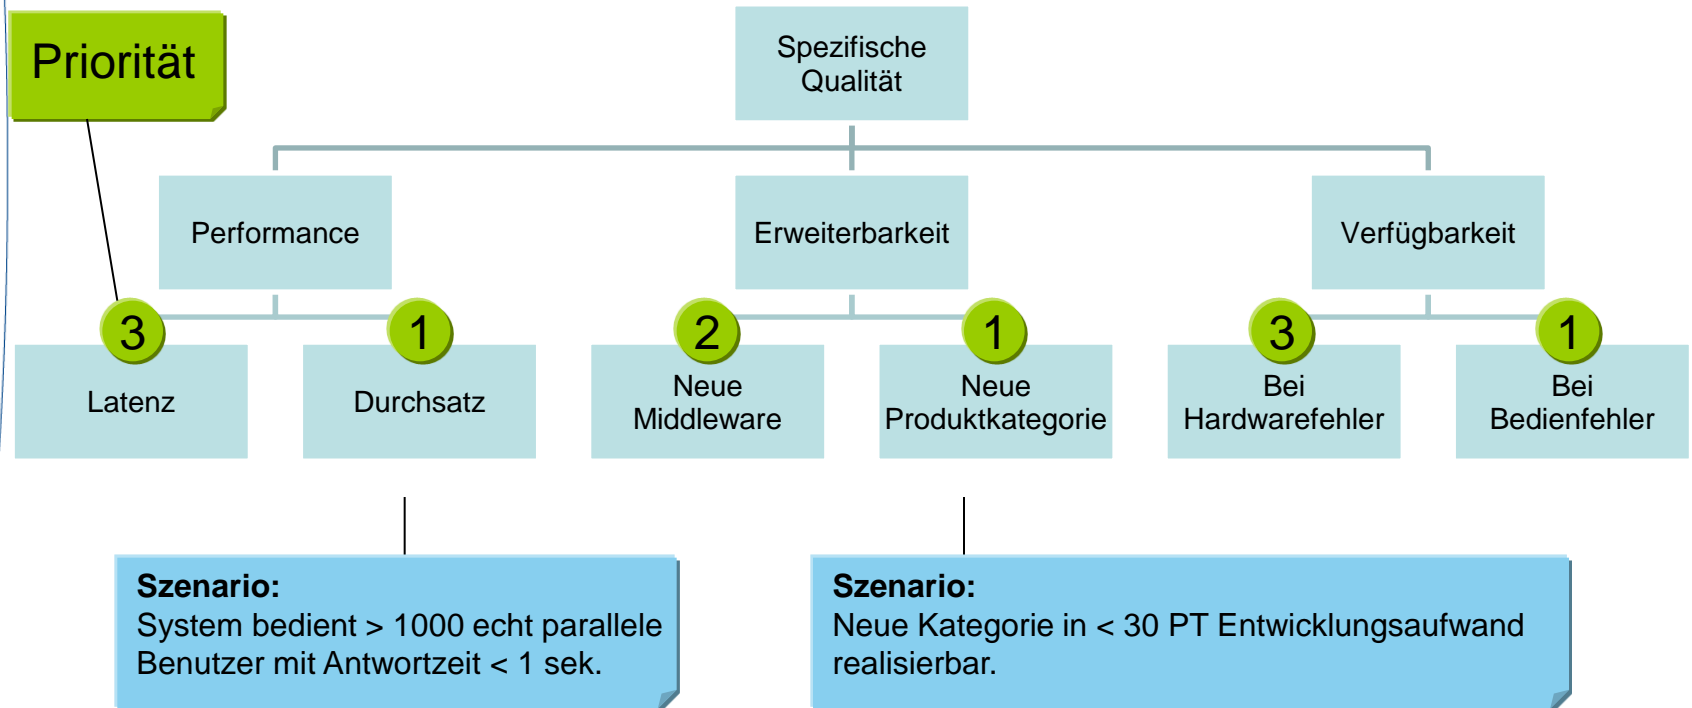 Priorität
Spezifische
Qualität
Performance
Erweiterbarkeit
Verfügbarkeit
3
1
2
1
3
1
Latenz
Durchsatz
Neue
Middleware
Neue
Produktkategorie
Bei
Hardwarefehler
Bei
Bedienfehler
Szenario:
System bedient > 1000 echt parallele
Benutzer mit Antwortzeit < 1 sek.
Szenario:
Neue Kategorie in < 30 PT Entwicklungsaufwand
realisierbar.